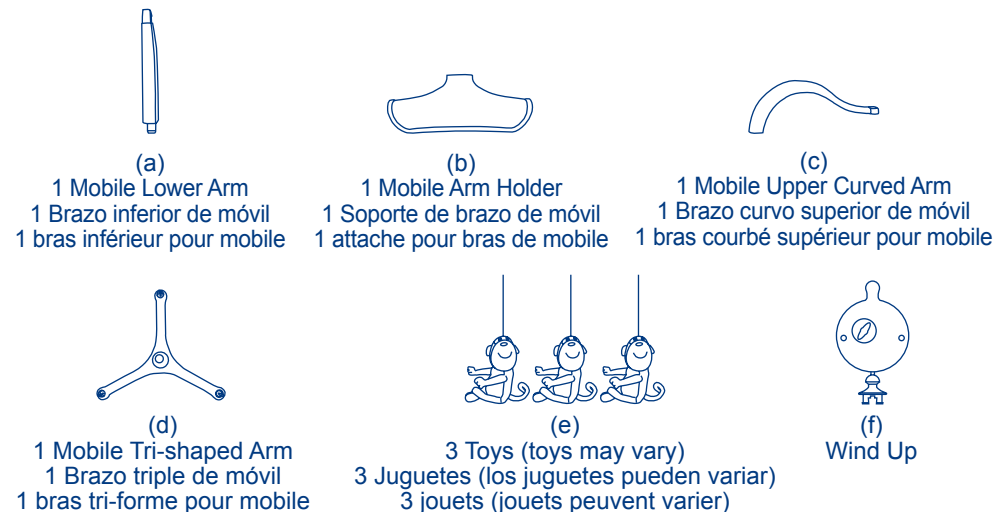 (a)
1 Mobile Lower Arm
1 Brazo inferior de móvil
1 bras inférieur pour mobile
(b)
1 Mobile Arm Holder
1 Soporte de brazo de móvil
1 attache pour bras de mobile
(c)
1 Mobile Upper Curved Arm
1 Brazo curvo superior de móvil
1 bras courbé supérieur pour mobile
(d)
1 Mobile Tri-shaped Arm
1 Brazo triple de móvil
1 bras tri-forme pour mobile
(e)
3 Toys (toys may vary)
3 Juguetes (los juguetes pueden variar)
3 jouets (jouets peuvent varier)
(f)
Wind Up